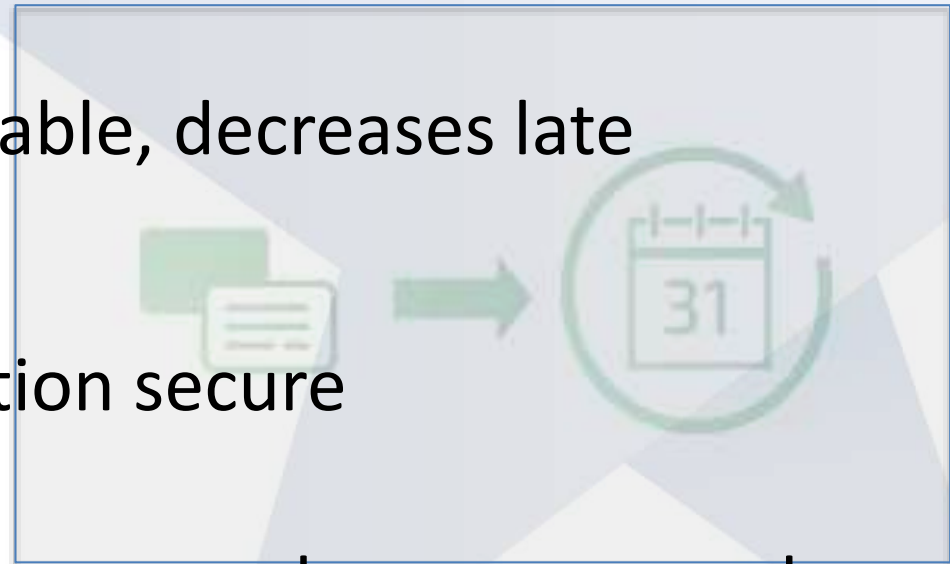 able, decreases late
31
tion secure